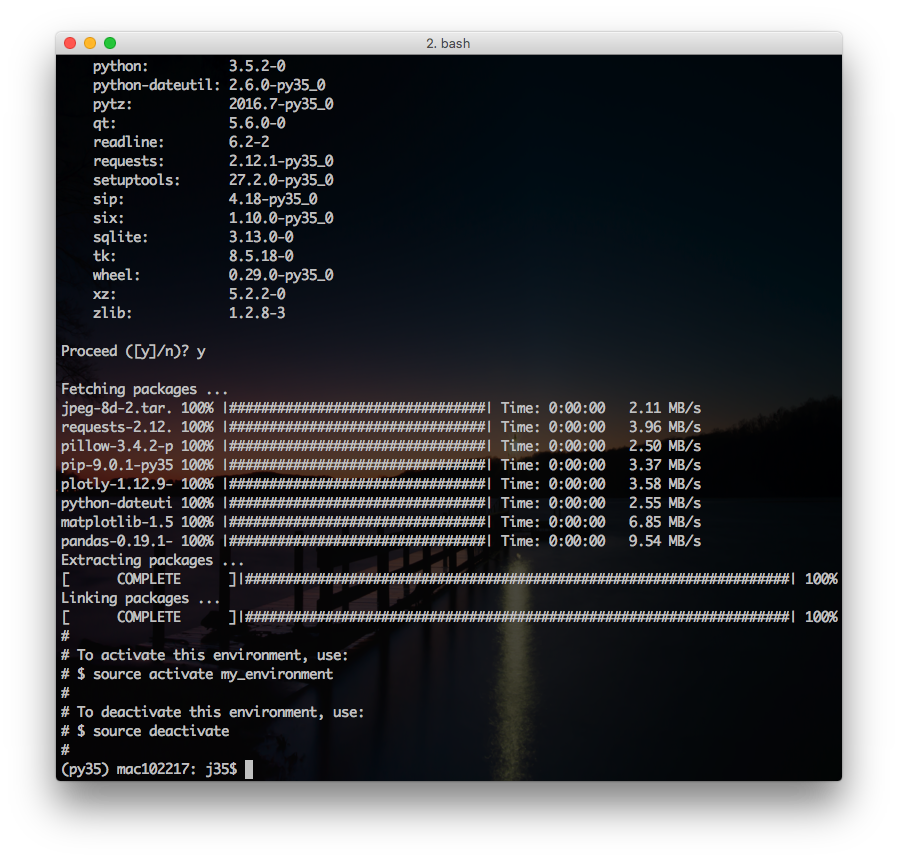 2. bash
python: 3.5.2-0
python-dateutil: 2.6.0-py35_0
pytz: 2016.7-py35_0
qt: 5.6.0-0
readline: 6.2-2
requests: 2.12.1-py35_0
setuptools: 27.2.0-py35_0
sip: 4.18-py35_0
six: 1.10.0-py35_0
sqlite: 3.13.0-0
tk: 8.5.18-0
wheel: 0.29.0-py35_0
xz: 5.2.2-0
zlib: 1.2.8-3
Proceed ([y]/n)? y
Fetching packages ...
jpeg-8d-2.tar. 100% |################################| Time: 0:00:00   2.11 MB/s
requests-2.12. 100% |################################| Time: 0:00:00   3.96 MB/s
pillow-3.4.2-p 100% |################################| Time: 0:00:00   2.50 MB/s
pip-9.0.1-py35 100% |################################| Time: 0:00:00   3.37 MB/s
plotly-1.12.9- 100% |################################| Time: 0:00:00   3.58 MB/s
python-dateuti 100% |################################| Time: 0:00:00   2.55 MB/s
matplotlib-1.5 100% |################################| Time: 0:00:00   6.85 MB/s
pandas-0.19.1- 100% |################################| Time: 0:00:00   9.54 MB/s
Extracting packages ...
[      COMPLETE      ]|####################################################################| 100%
Linking packages ...
[      COMPLETE      ]|####################################################################| 100%
#
# To activate this environment, use:
# $ source activate my_environment
#
# To deactivate this environment, use:
# $ source deactivate
#
(py35) mac102217: j35$